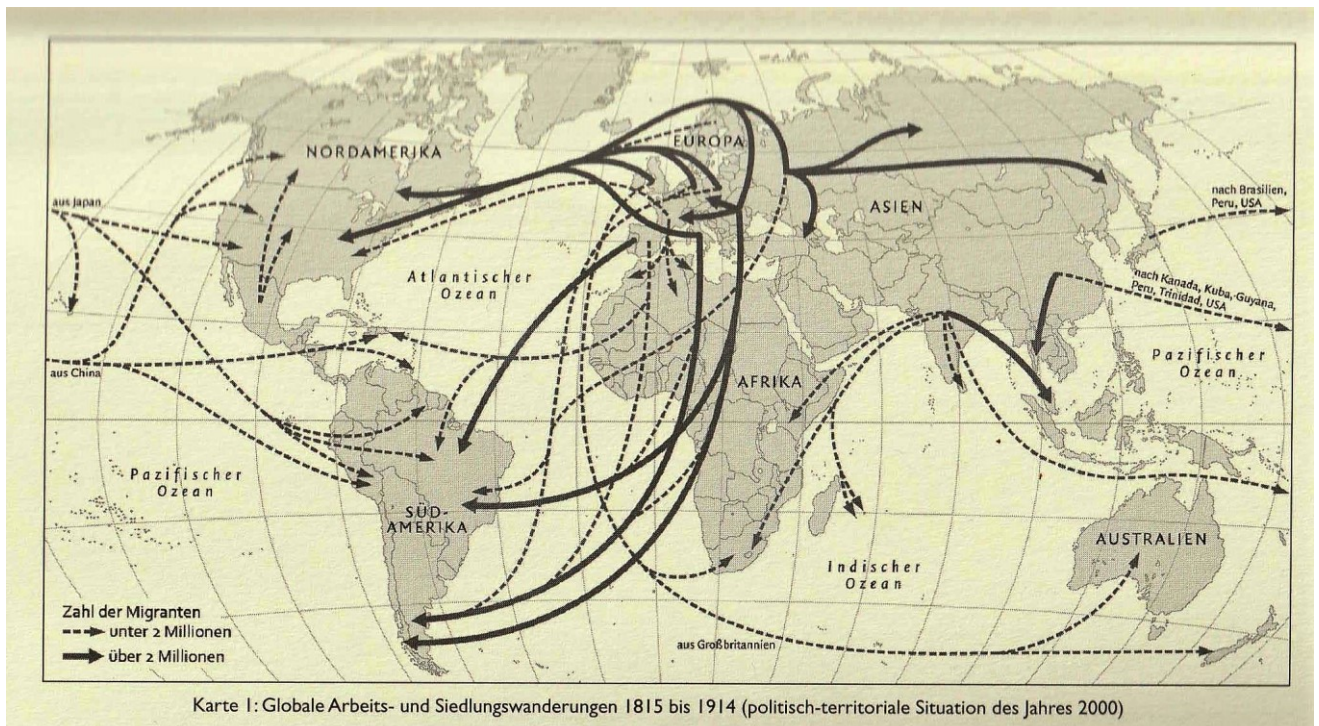 NORDAMERIKA
EUROPA
ASIEN
aus Japan
nach Brasilien,
Peru, USA
Atlantischer
Ozean
nach Kanada, Kuba, Guyana,
Peru, Trinidad, USA
Pazifischer
Ozean
aus China
AFRIKA
Pazifischer
Ozean
SÜD-
AMERIKA
AUSTRALIEN
Indischer
Ozean
Zahl der Migranten
unter 2 Millionen
über 2 Millionen
aus Großbritannien
Karte 1: Globale Arbeits- und Siedlungswanderungen 1815 bis 1914 (politisch-territoriale Situation des Jahres 2000)